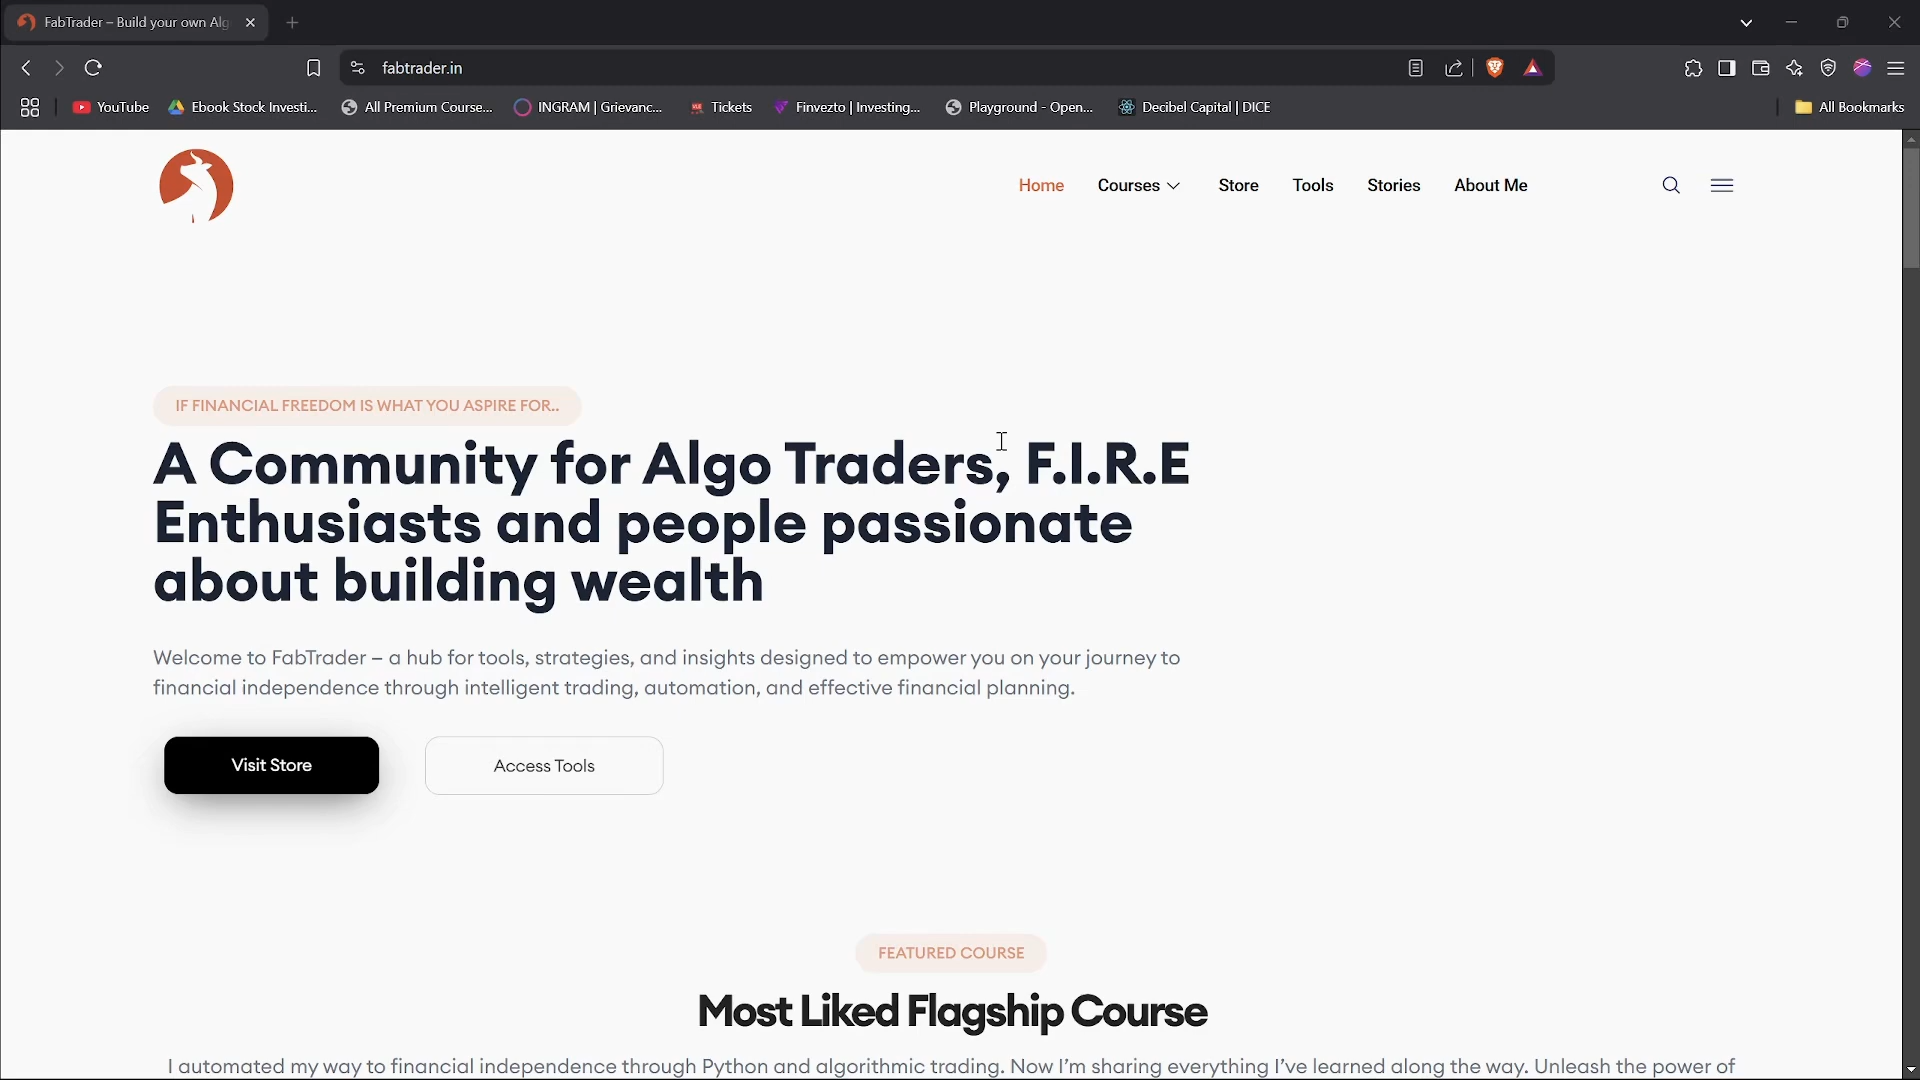 FabTrader – Build your own Alg
fabtrader.in
YouTube
Ebook Stock Investi...
All Premium Course...
INGRAM | Grievanc...
Tickets
Finvezto | Investing...
Playground - Open...
Decibel Capital | DICE
All Bookmarks
Home
Courses
Store
Tools
Stories
About Me
IF FINANCIAL FREEDOM IS WHAT YOU ASPIRE FOR..
A Community for Algo Traders, F.I.R.E
Enthusiasts and people passionate
about building wealth
Welcome to FabTrader – a hub for tools, strategies, and insights designed to empower you on your journey to
financial independence through intelligent trading, automation, and effective financial planning.
Visit Store
Access Tools
FEATURED COURSE
Most Liked Flagship Course
I automated my way to financial independence through Python and algorithmic trading. Now I'm sharing everything I've learned along the way. Unleash the power of